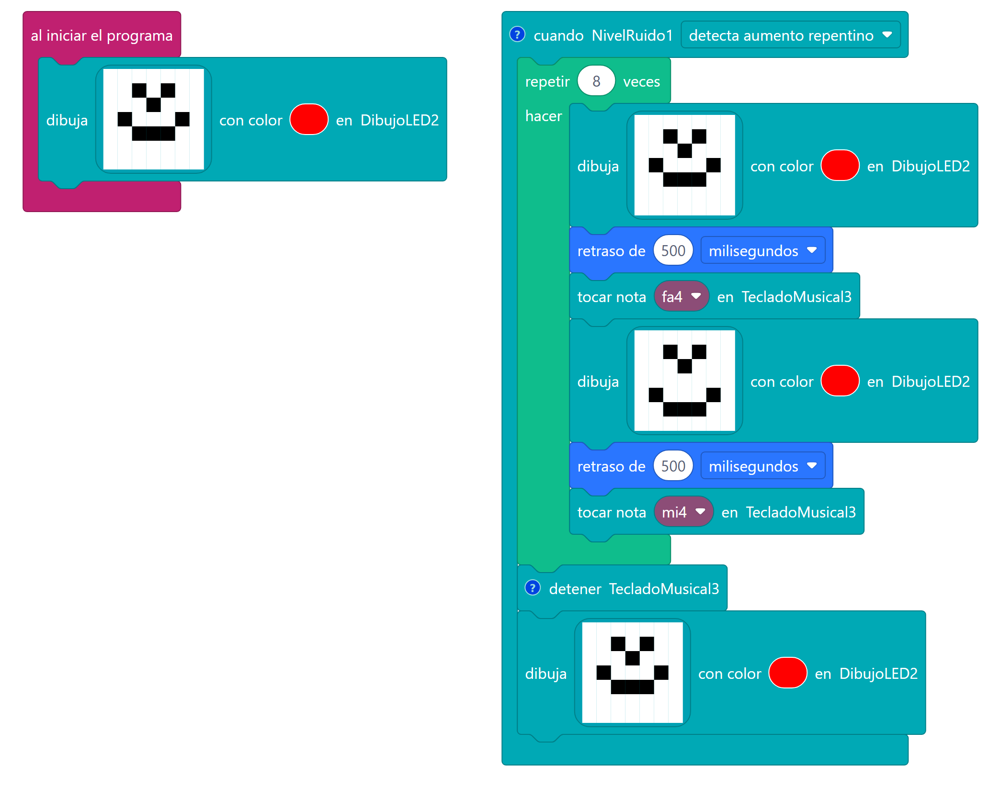 al iniciar el programa
dibuja con color en DibujoLED2
? cuando NivelRuido1 detecta aumento repentino
repetir 8 veces
hacer
dibuja con color en DibujoLED2
retraso de 500 milisegundos
tocar nota fa4 en TecladoMusical3
dibuja con color en DibujoLED2
retraso de 500 milisegundos
tocar nota mi4 en TecladoMusical3
? detener TecladoMusical3
dibuja con color en DibujoLED2